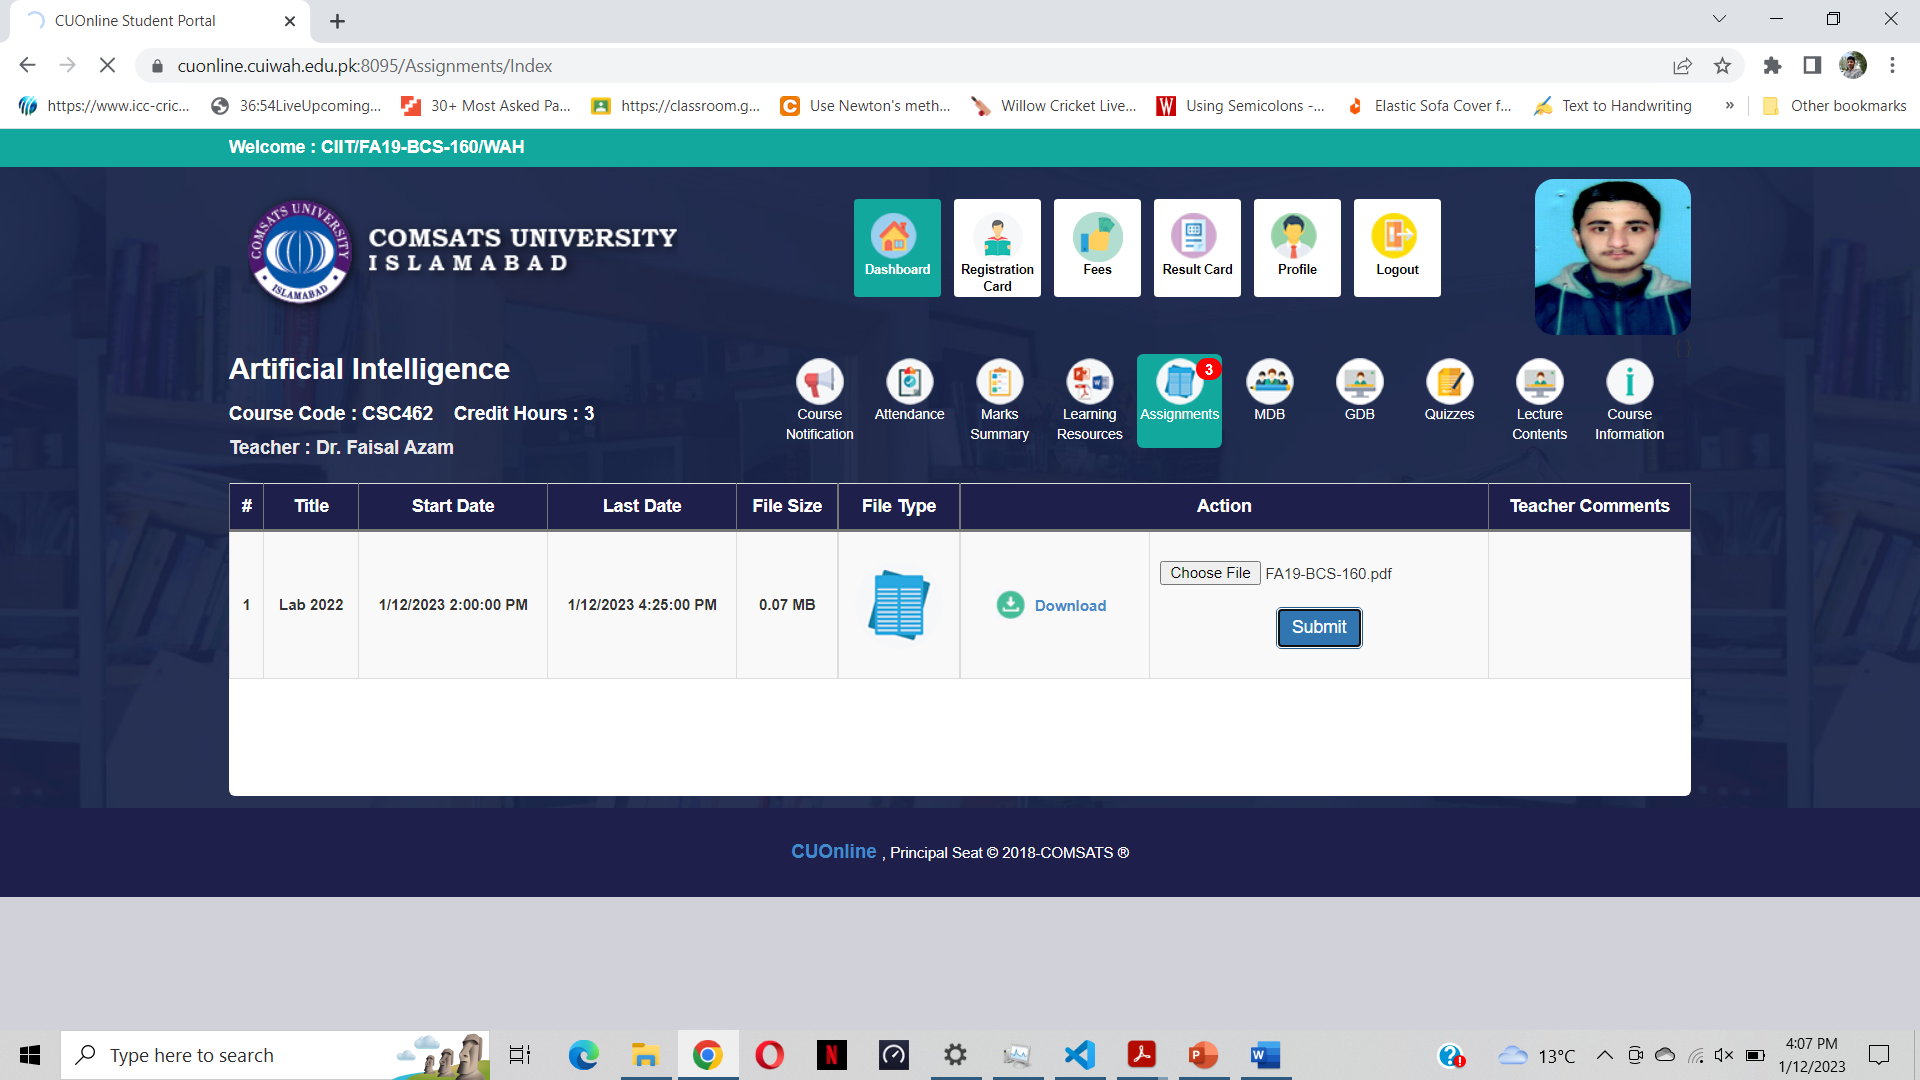 CUOnline Student Portal
cuonline.cuiwah.edu.pk:8095/Assignments/Index
https://www.icc-cric...
36:54LiveUpcoming...
30+ Most Asked Pa...
https://classroom.g...
Use Newton's meth...
Willow Cricket Live...
Using Semicolons -...
Elastic Sofa Cover f...
Text to Handwriting
»
Other bookmarks
Welcome : CIIT/FA19-BCS-160/WAH
COMSATS UNIVERSITY
ISLAMABAD
COMSATS UNIVERSITY
ISLAMABAD
Dashboard
Registration
Card
Fees
Result Card
Profile
Logout
Artificial Intelligence
Course Code : CSC462 Credit Hours : 3
Teacher : Dr. Faisal Azam
Course
Notification
Attendance
Marks
Summary
Learning
Resources
3
Assignments
MDB
GDB
Quizzes
Lecture
Contents
Course
Information
# Title Start Date Last Date File Size File Type Action Teacher Comments
1 Lab 2022 1/12/2023 2:00:00 PM 1/12/2023 4:25:00 PM 0.07 MB Download
Choose File FA19-BCS-160.pdf
Submit
CUOnline , Principal Seat © 2018-COMSATS ®
Type here to search
13°C
4:07 PM
1/12/2023